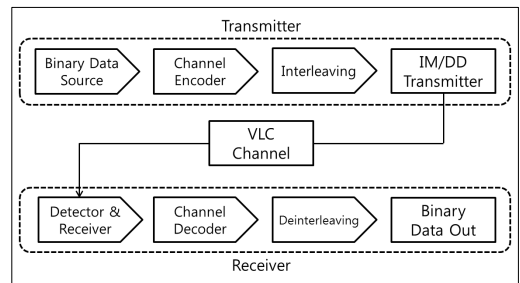 Transmitter
Binary Data
Source
Channel
Encoder
Interleaving
IM/DD
Transmitter
VLC
Channel
Detector &
Receiver
Channel
Decoder
Deinterleaving
Binary
Data Out
Receiver